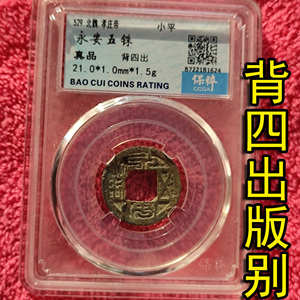 529 北魏 孝庄帝 小平
永安五铢
真品 背四出
21.0*1.0mm*1.5g
BAO CUI COINS RATING
保粹
背四出版别